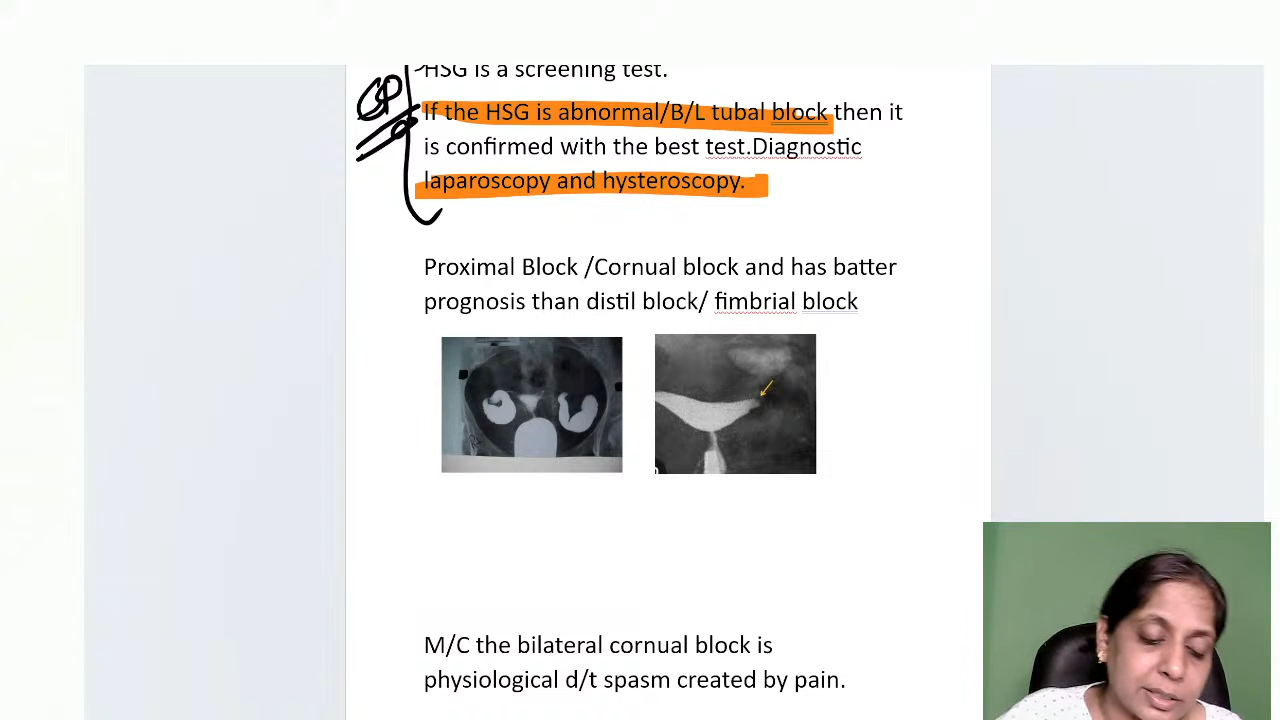 HSG is a screening test.
If the HSG is abnormal/B/L tubal block then it
is confirmed with the best test.Diagnostic
laparoscopy and hysteroscopy.
Proximal Block /Cornual block and has batter
prognosis than distil block/ fimbrial block
M/C the bilateral cornual block is
physiological d/t spasm created by pain.